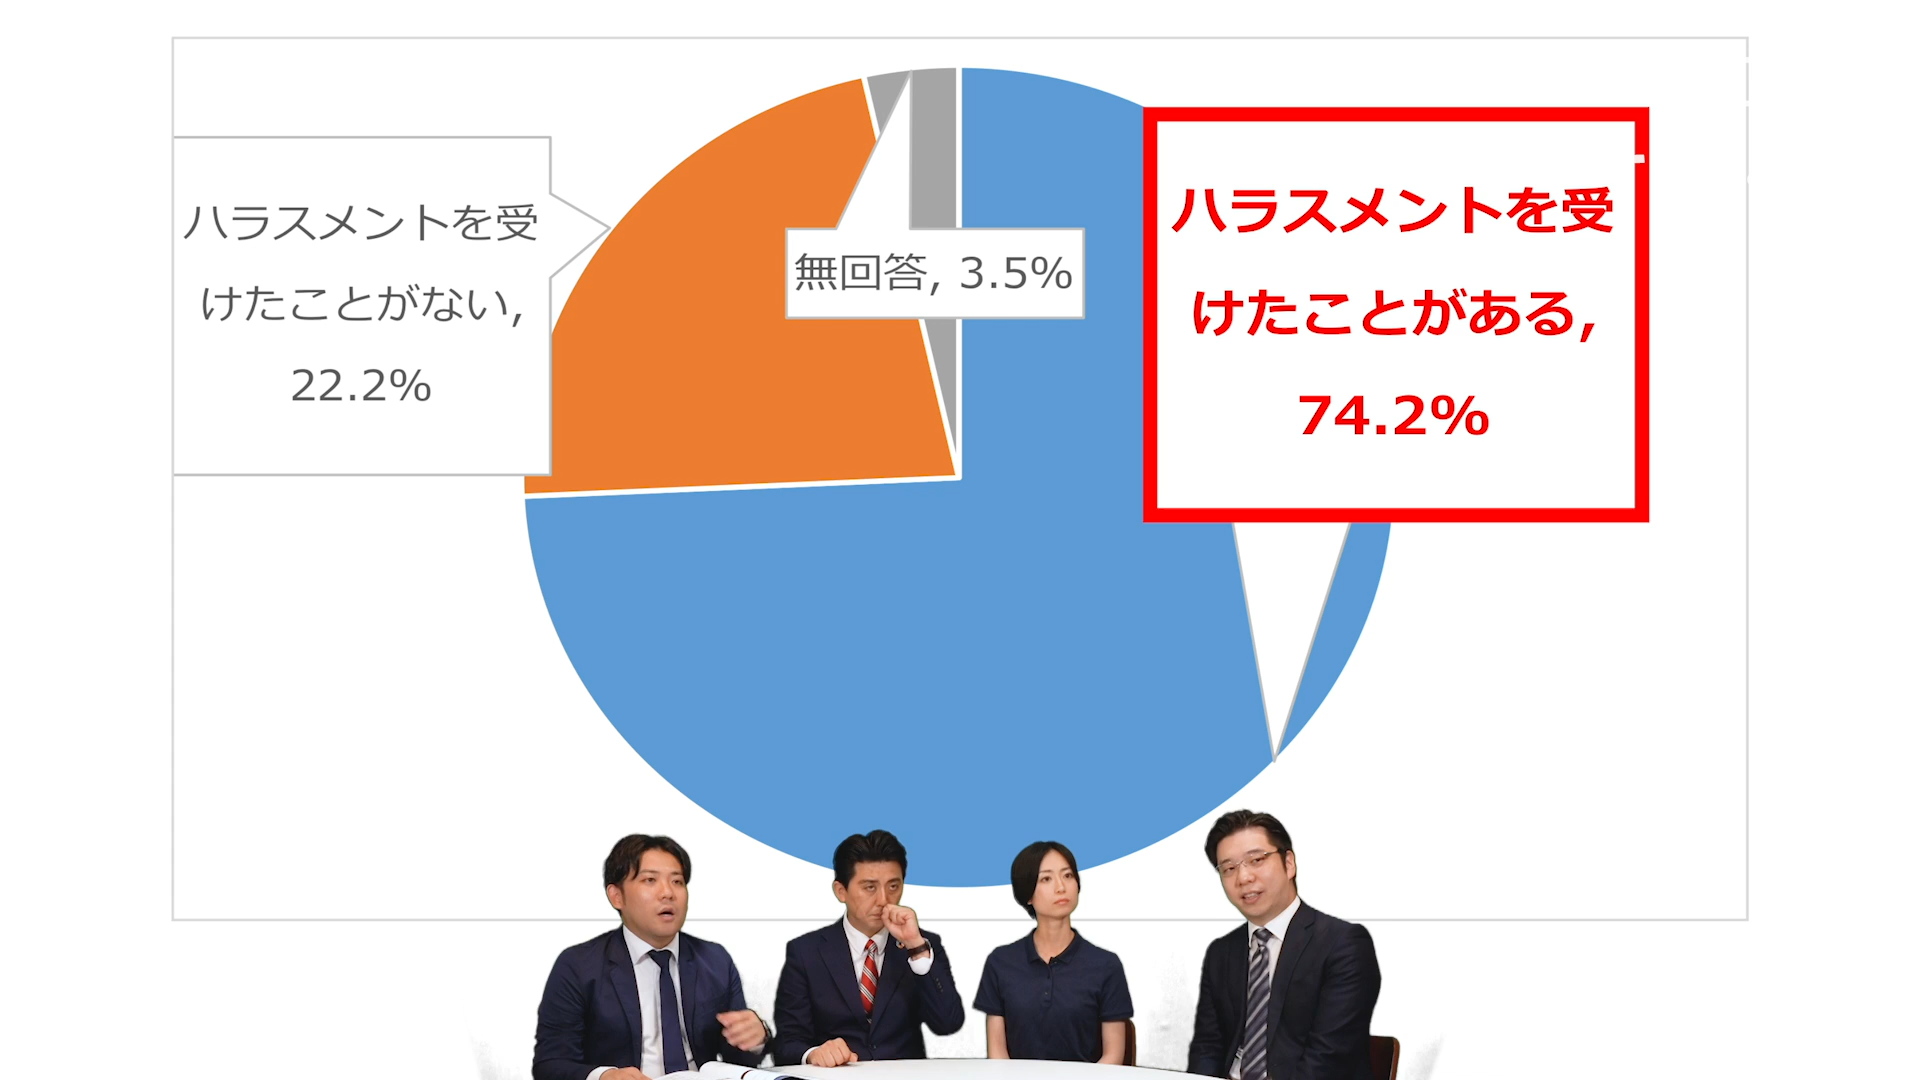 ハラスメントを受
けたことがない,
22.2%
無回答, 3.5%
ハラスメントを受
けたことがある,
74.2%